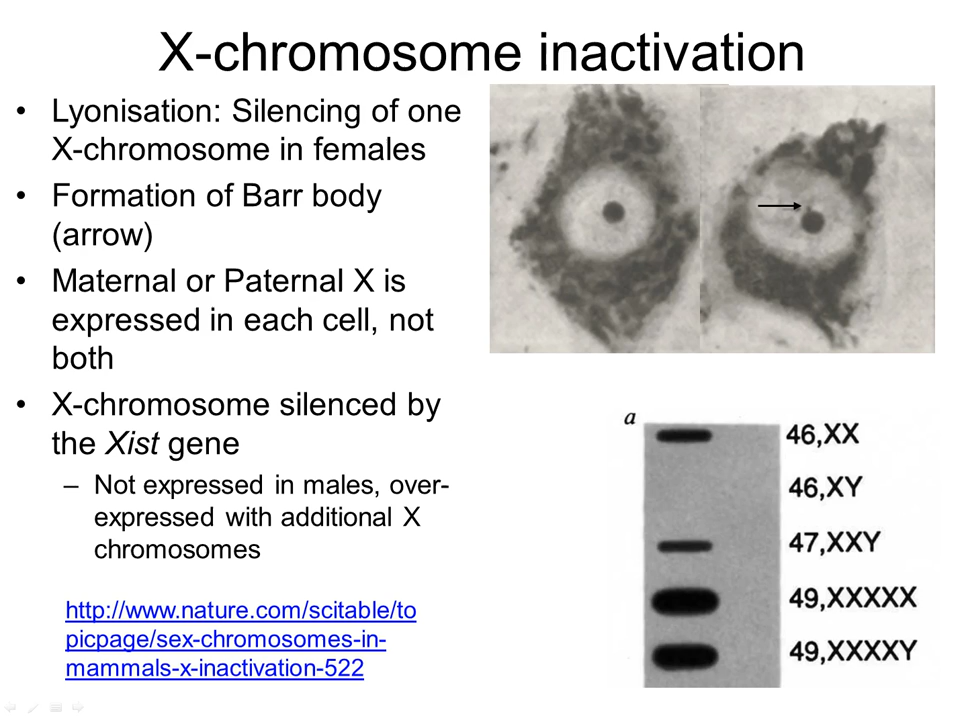 X-chromosome inactivation
• Lyonisation: Silencing of one
X-chromosome in females
• Formation of Barr body
(arrow)
• Maternal or Paternal X is
expressed in each cell, not
both
• X-chromosome silenced by
the Xist gene
– Not expressed in males, over-
expressed with additional X
chromosomes
http://www.nature.com/scitable/to
picpage/sex-chromosomes-in-
mammals-x-inactivation-522
a
46,XX
46,XY
47,XXY
49,XXXXX
49,XXXXY